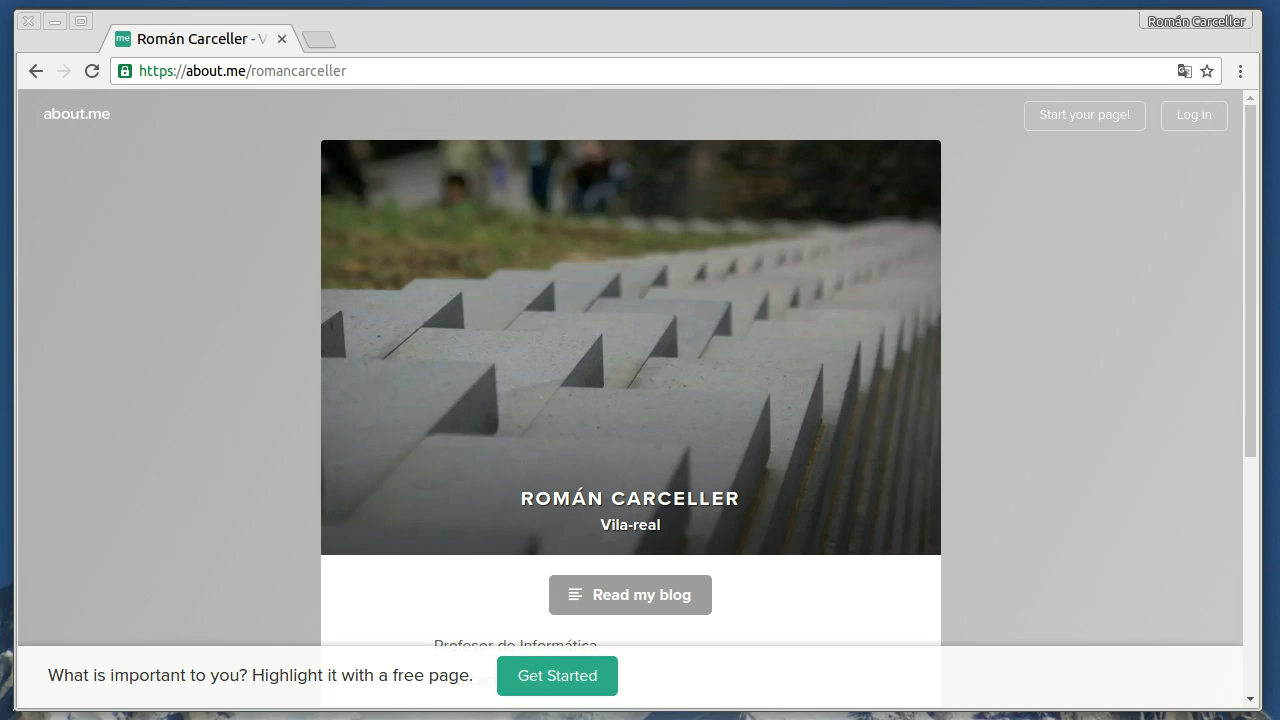 Román Carceller
me Román Carceller - V
https://about.me/romancarceller
about.me
Start your page!
Log In
ROMÁN CARCELLER
Vila-real
Read my blog
Profesor de Informática
What is important to you? Highlight it with a free page.
Get Started